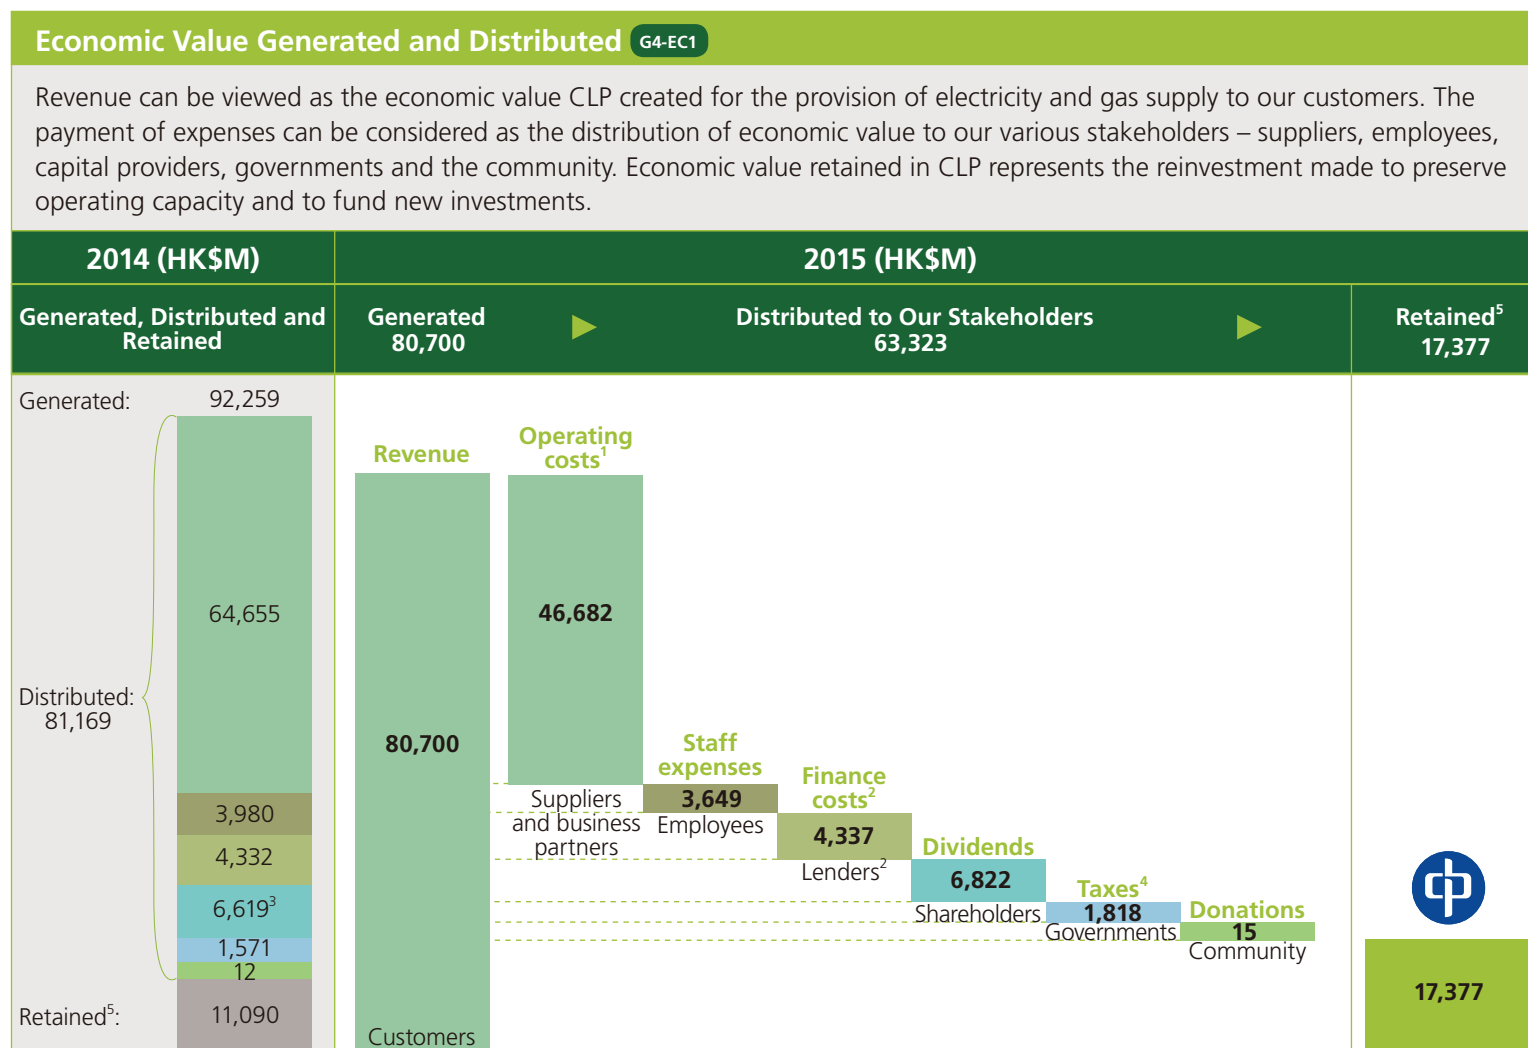 Economic Value Generated and Distributed G4-EC1
Revenue can be viewed as the economic value CLP created for the provision of electricity and gas supply to our customers. The
payment of expenses can be considered as the distribution of economic value to our various stakeholders – suppliers, employees,
capital providers, governments and the community. Economic value retained in CLP represents the reinvestment made to preserve
operating capacity and to fund new investments.
2014 (HK$M)
2015 (HK$M)
Generated, Distributed and
Retained
Generated
80,700
Distributed to Our Stakeholders
63,323
Retained5
17,377
Generated:
92,259
64,655
Distributed:
81,169
3,980
4,332
6,6193
1,571
12
Retained5:
11,090
Revenue
80,700
Customers
Operating
costs1
46,682
Suppliers
and business
partners
Staff
expenses
3,649
Employees
Finance
costs2
4,337
Lenders2
Dividends
6,822
Shareholders
Taxes4
1,818
Governments
Donations
15
Community
17,377